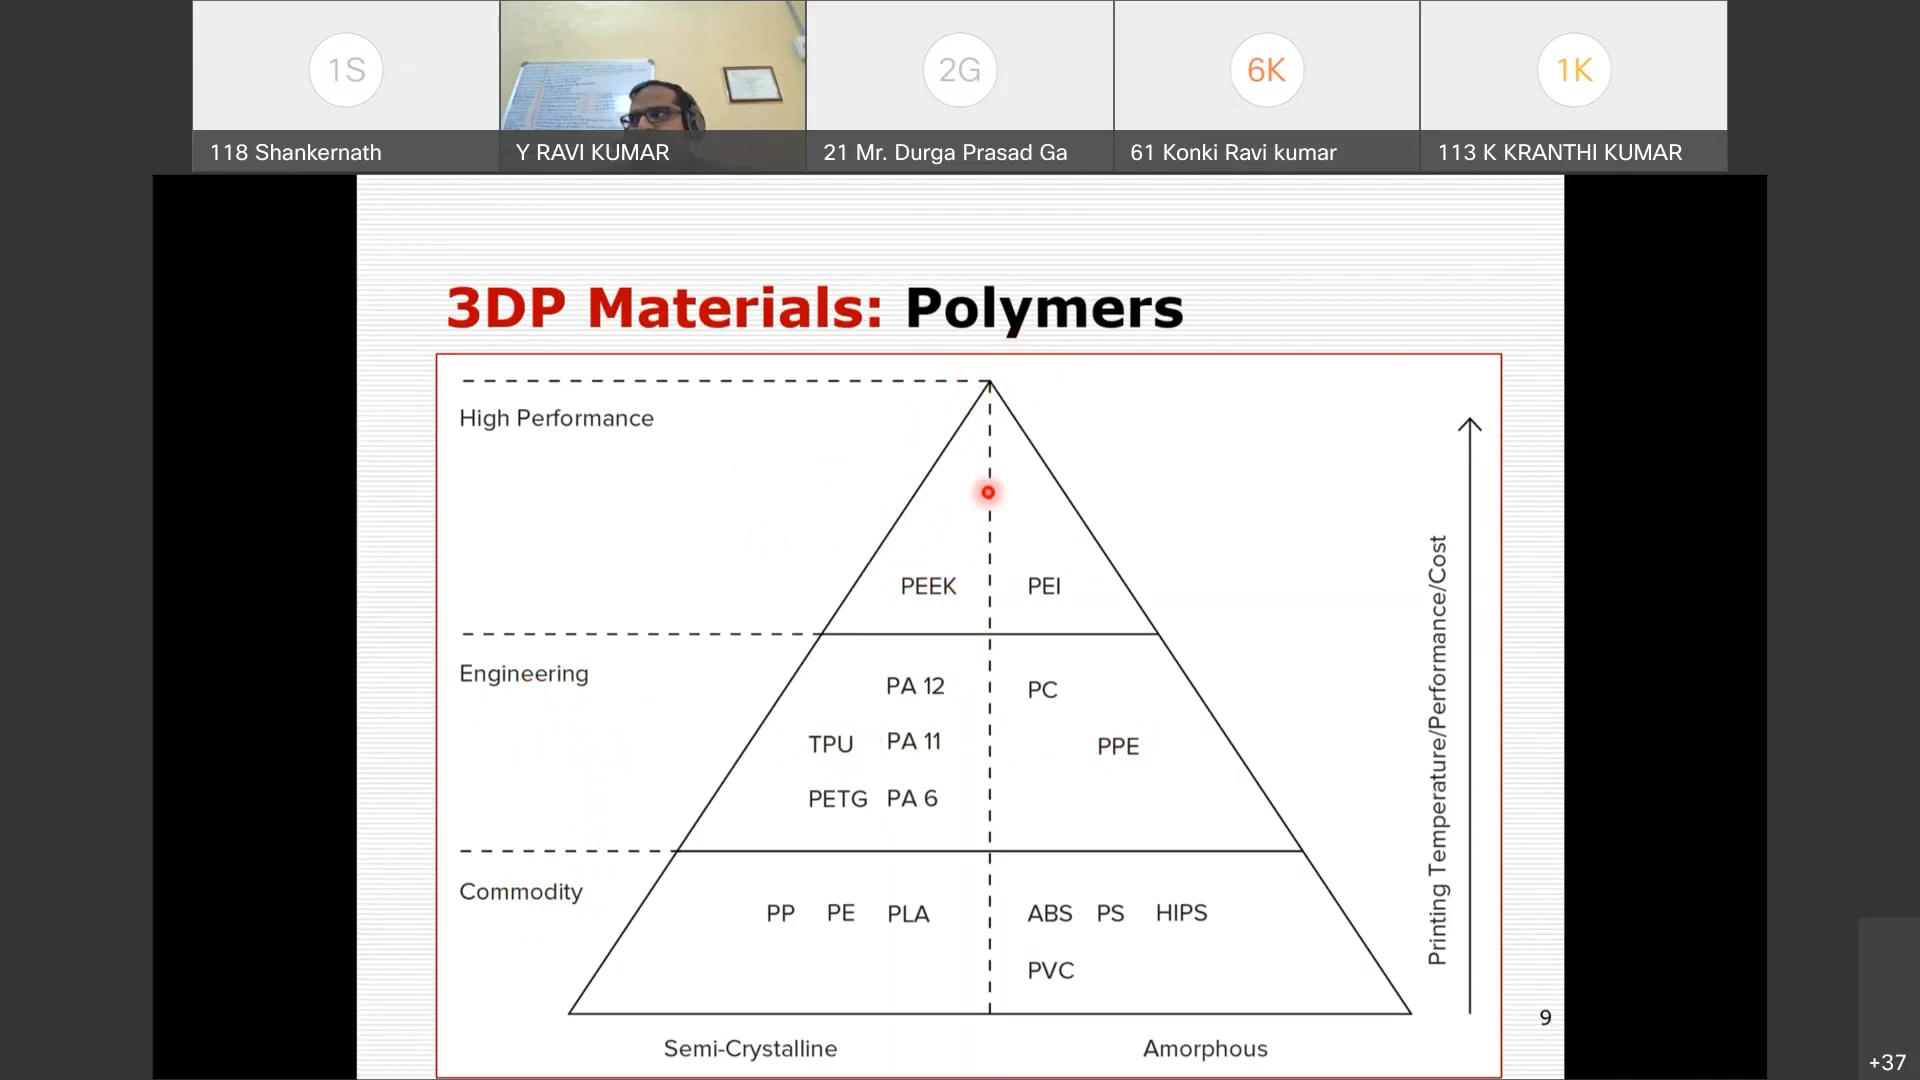 1S
2G
6K
1K
118 Shankernath
Y RAVI KUMAR
21 Mr. Durga Prasad Ga
61 Konki Ravi kumar
113 K KRANTHI KUMAR
3DP Materials: Polymers
High Performance
PEEK PEI
Engineering
PA 12 PC
TPU PA 11 PPE
PETG PA 6
Commodity
PP PE PLA ABS PS HIPS
PVC
Semi-Crystalline Amorphous
Printing Temperature/Performance/Cost
9
+37